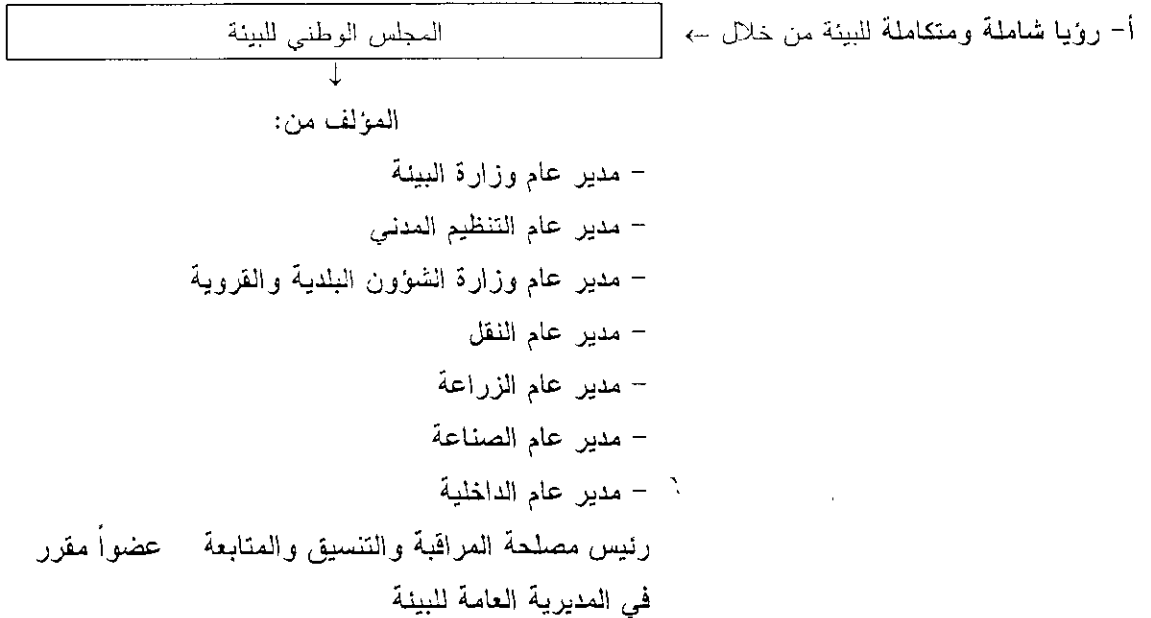 أ- رؤيا شاملة ومتكاملة للبيئة من خلال ← المجلس الوطني للبيئة
↓
المؤلف من:
- مدير عام وزارة البيئة
- مدير عام التنظيم المدني
- مدير عام وزارة الشؤون البلدية والقروية
- مدير عام النقل
- مدير عام الزراعة
- مدير عام الصناعة
- مدير عام الداخلية
رئيس مصلحة المراقبة والتنسيق والمتابعة عضواً مقرر
في المديرية العامة للبيئة